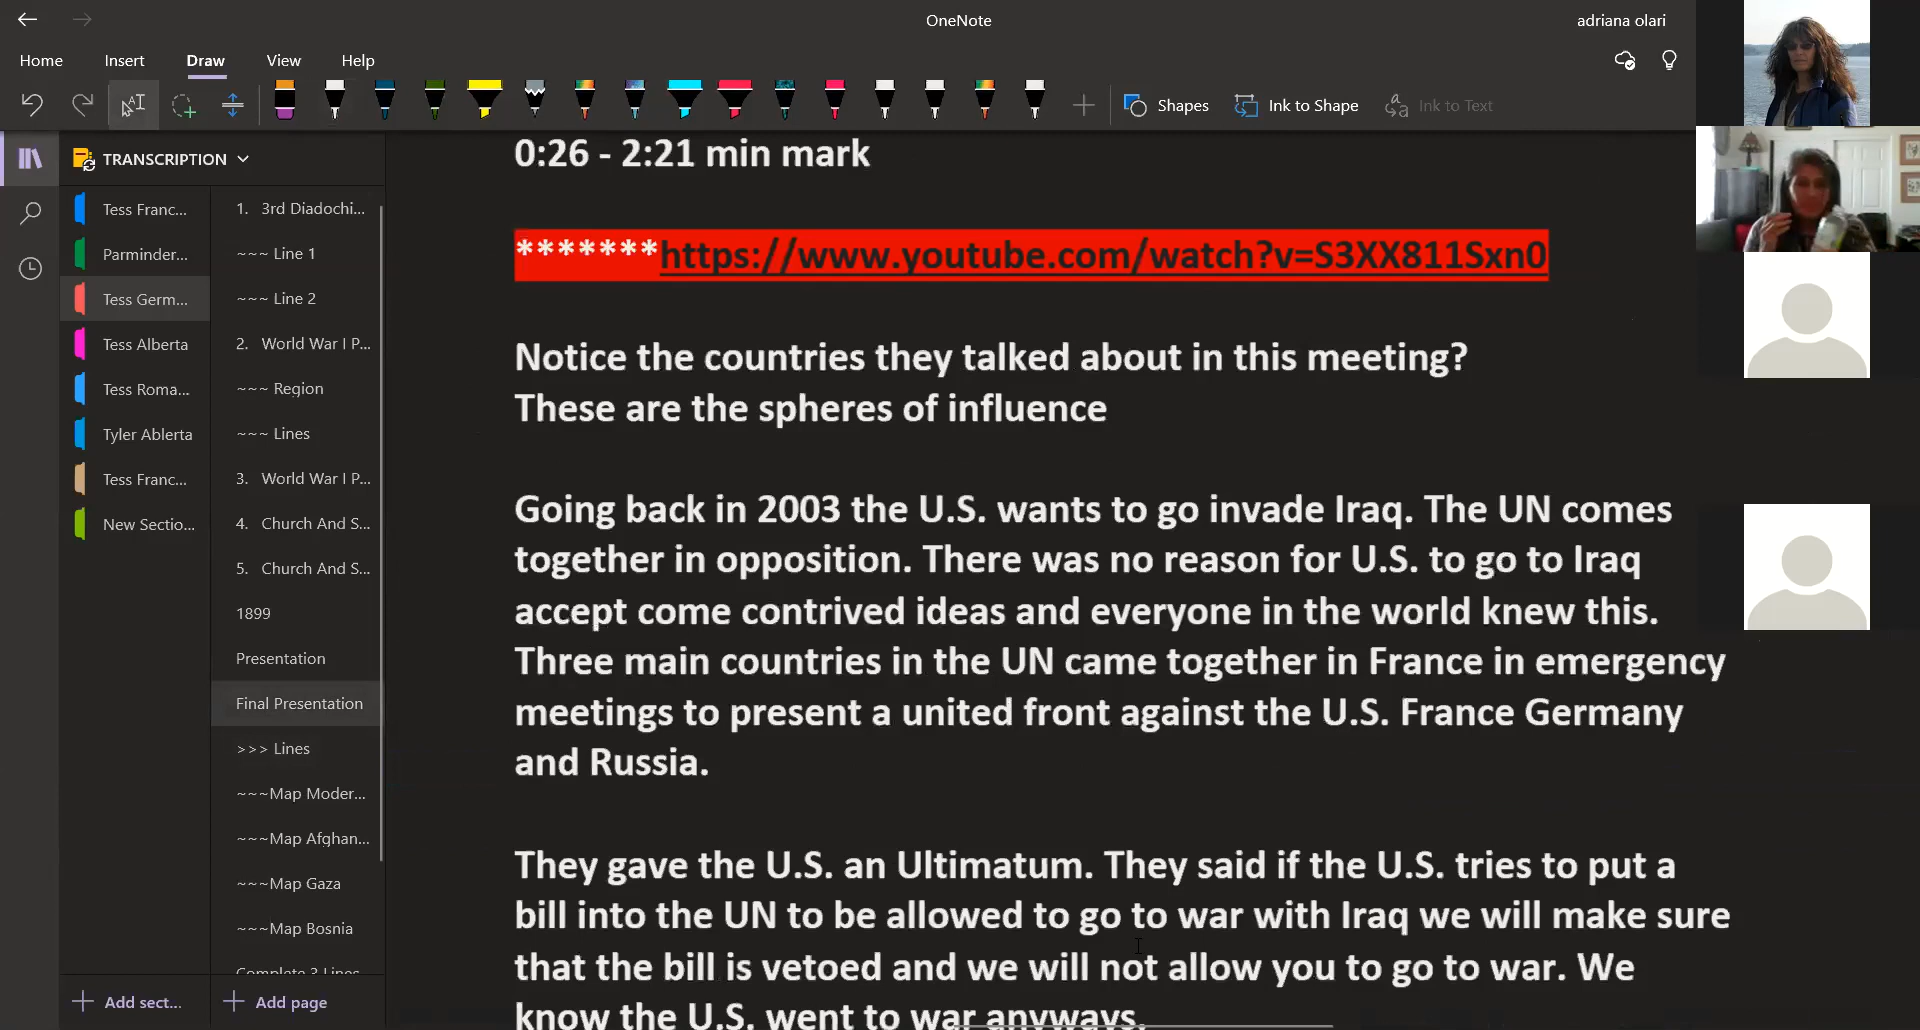 OneNote
adriana olari
Home
Insert
Draw
View
Help
Shapes
Ink to Shape
Ink to Text
TRANSCRIPTION
Tess Franc...
Parminder...
Tess Germ...
Tess Alberta
Tess Roma...
Tyler Ablerta
Tess Franc...
New Sectio...
Add sect...
1. 3rd Diadochi...
~~~ Line 1
~~~ Line 2
2. World War I P...
~~~ Region
~~~ Lines
3. World War I P...
4. Church And S...
5. Church And S...
1899
Presentation
Final Presentation
>>> Lines
~~~Map Moder...
~~~Map Afghan...
~~~Map Gaza
~~~Map Bosnia
Complete 3 Lines
Add page
0:26 - 2:21 min mark
*******https://www.youtube.com/watch?v=S3XX811Sxn0
Notice the countries they talked about in this meeting?
These are the spheres of influence
Going back in 2003 the U.S. wants to go invade Iraq. The UN comes
together in opposition. There was no reason for U.S. to go to Iraq
accept come contrived ideas and everyone in the world knew this.
Three main countries in the UN came together in France in emergency
meetings to present a united front against the U.S. France Germany
and Russia.
They gave the U.S. an Ultimatum. They said if the U.S. tries to put a
bill into the UN to be allowed to go to war with Iraq we will make sure
that the bill is vetoed and we will not allow you to go to war. We
know the U.S. went to war anyways.